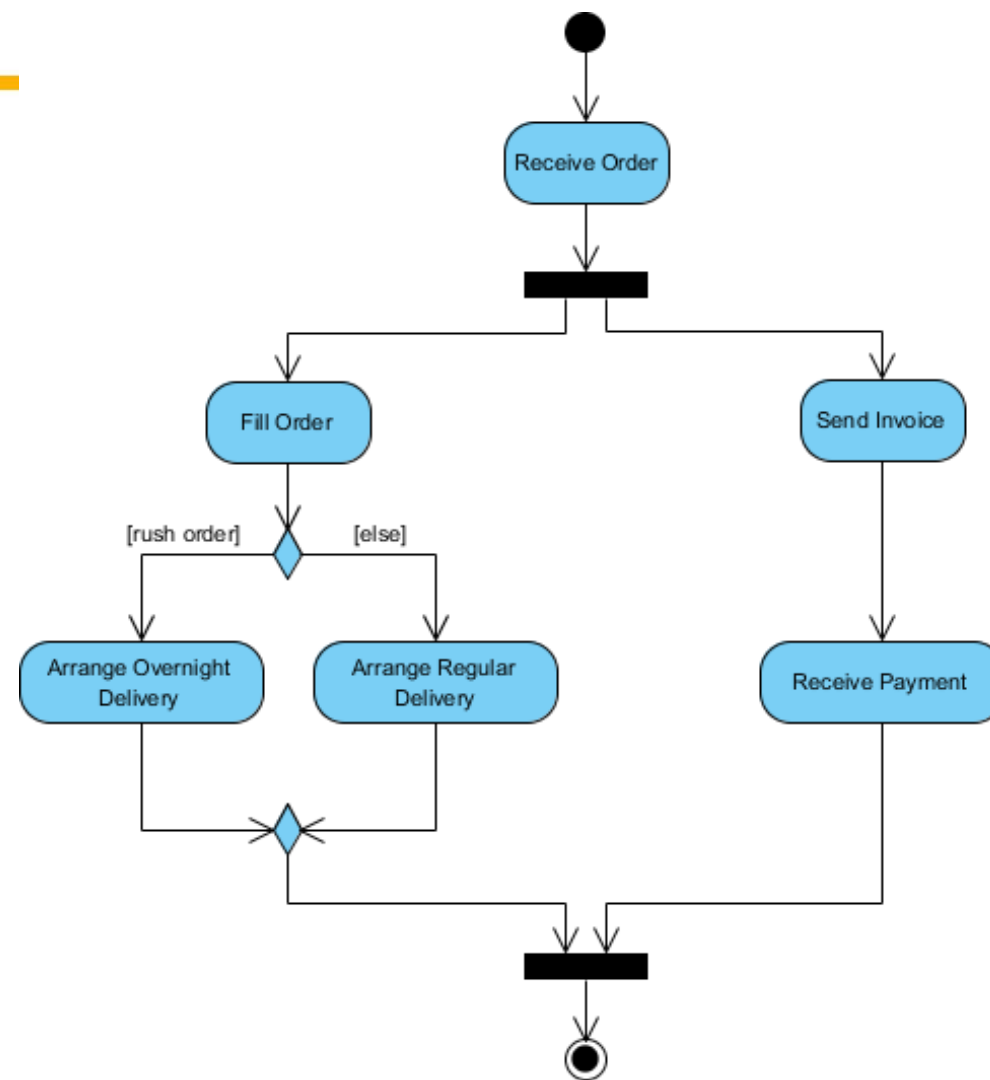 Receive Order
Fill Order
Send Invoice
[rush order]
[else]
Arrange Overnight
Delivery
Arrange Regular
Delivery
Receive Payment